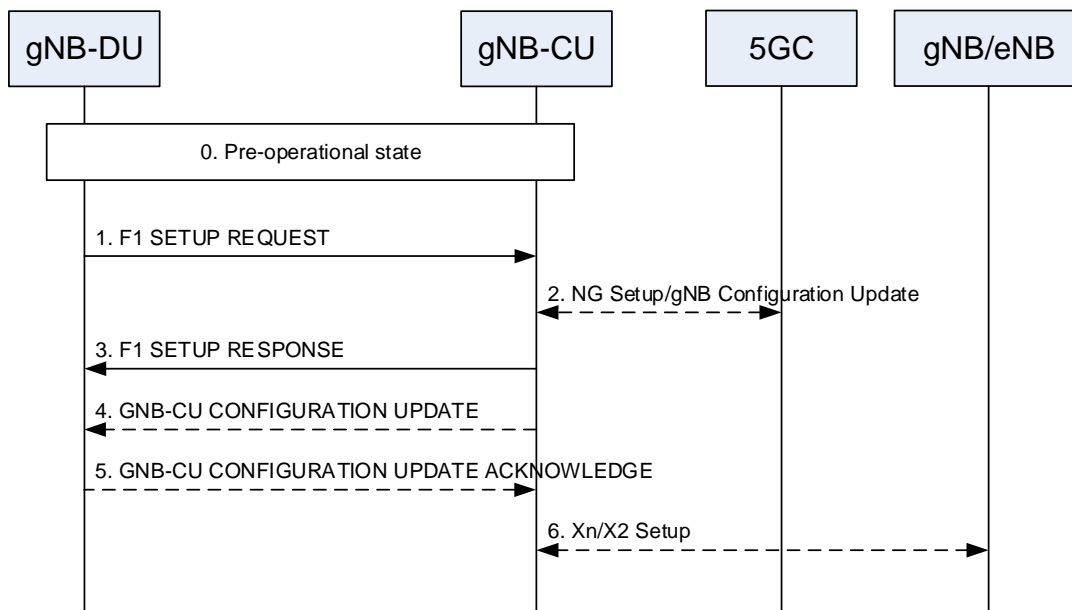 gNB-DU
gNB-CU
5GC
gNB/eNB
0. Pre-operational state
1. F1 SETUP REQUEST
2. NG Setup/gNB Configuration Update
3. F1 SETUP RESPONSE
4. GNB-CU CONFIGURATION UPDATE
5. GNB-CU CONFIGURATION UPDATE ACKNOWLEDGE
6. Xn/X2 Setup